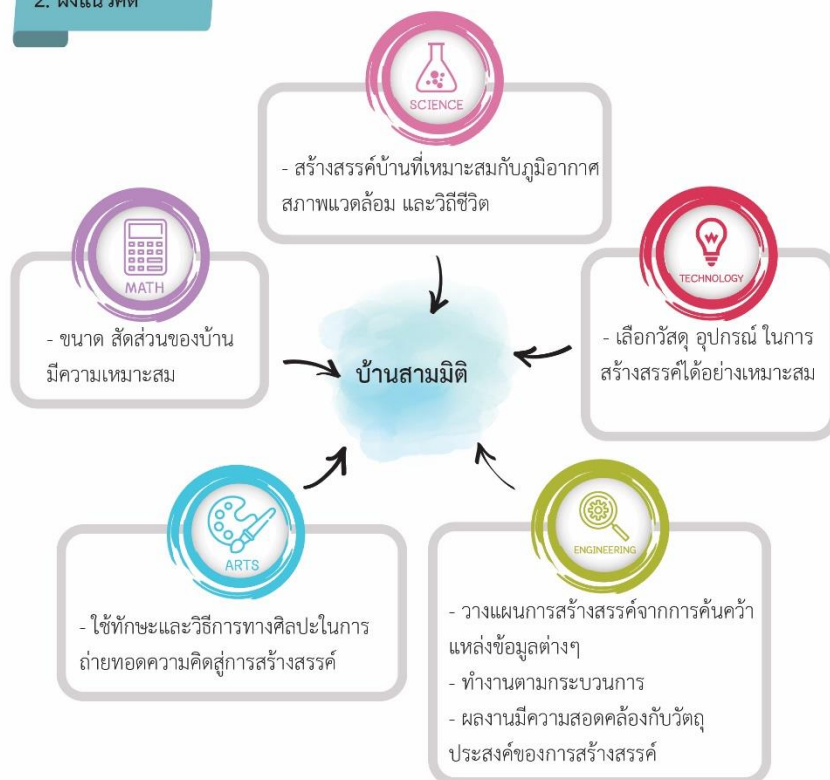 2. ผังแนวคิด
SCIENCE
- สร้างสรรค์บ้านที่เหมาะสมกับภูมิอากาศ
สภาพแวดล้อม และวิถีชีวิต
MATH
- ขนาด สัดส่วนของบ้าน
มีความเหมาะสม
TECHNOLOGY
- เลือกวัสดุ อุปกรณ์ ในการ
สร้างสรรค์ได้อย่างเหมาะสม
บ้านสามมิติ
ARTS
- ใช้ทักษะและวิธีการทางศิลปะในการ
ถ่ายทอดความคิดสู่การสร้างสรรค์
ENGINEERING
- วางแผนการสร้างสรรค์จากการค้นคว้า
แหล่งข้อมูลต่างๆ
- ทำงานตามกระบวนการ
- ผลงานมีความสอดคล้องกับวัตถุ
ประสงค์ของการสร้างสรรค์